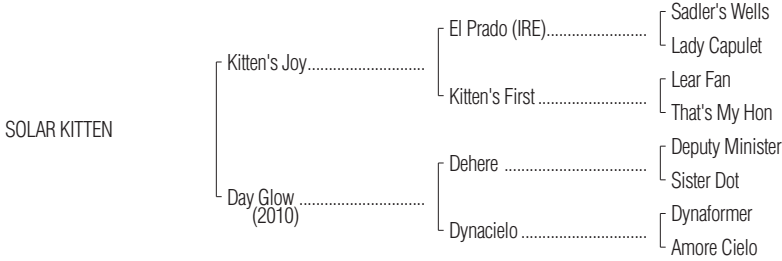 Sadler's Wells
El Prado (IRE)........................
Lady Capulet
Kitten's Joy............................
Lear Fan
Kitten's First ..........................
That's My Hon
SOLAR KITTEN
Deputy Minister
Dehere ..................................
Sister Dot
Day Glow ..............................
(2010)
Dynaformer
Dynacielo ..............................
Amore Cielo